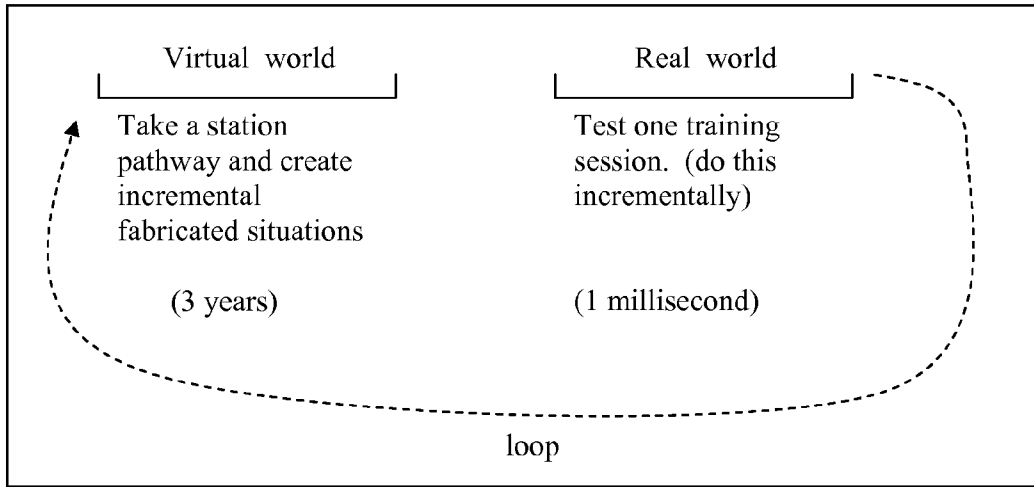 Virtual world
Real world
Take a station
pathway and create
incremental
fabricated situations
(3 years)
Test one training
session. (do this
incrementally)
(1 millisecond)
loop